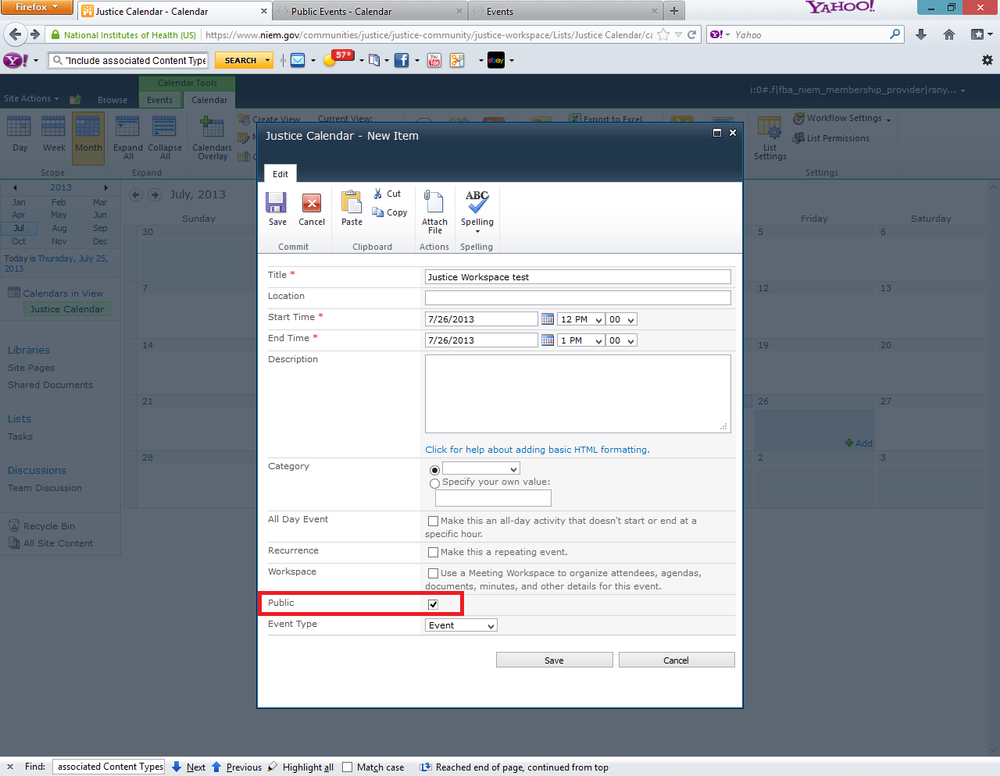 Firefox
Justice Calendar - Calendar
Public Events - Calendar
Events
YAHOO!
National Institutes of Health (US)
https://www.niem.gov/communities/justice/justice-community/justice-workspace/Lists/Justice Calendar/ca
Yahoo
"Include associated Content Type
SEARCH
57°
You Tube
ebay
Calendar Tools
Site Actions
Browse
Events
Calendar
i:0#.f|fba_niem_membership_provider|rsny...
Day
Week
Month
Expand All
Collapse All
Calendars Overlay
Create View
Current View:
Export to Excel
List Settings
Workflow Settings
List Permissions
Scope
Expand
Settings
2013
Jan Feb Mar
Apr May Jun
Jul Aug Sep
Oct Nov Dec
Today is Thursday, July 25, 2013
Calendars in View
Justice Calendar
Libraries
Site Pages
Shared Documents
Lists
Tasks
Discussions
Team Discussion
Recycle Bin
All Site Content
July, 2013
Sunday
Friday
Saturday
30
5
6
7
12
13
14
19
20
21
26
27
Add
28
2
3
Justice Calendar - New Item
Edit
Save
Cancel
Paste
Cut
Copy
Attach File
ABC
Spelling
Commit
Clipboard
Actions
Spelling
Title *
Justice Workspace test
Location
Start Time *
7/26/2013
12 PM
00
End Time *
7/26/2013
1 PM
00
Description
Click for help about adding basic HTML formatting.
Category
Specify your own value:
All Day Event
Make this an all-day activity that doesn't start or end at a
specific hour.
Recurrence
Make this a repeating event.
Workspace
Use a Meeting Workspace to organize attendees, agendas,
documents, minutes, and other details for this event.
Public
Event Type
Event
Save
Cancel
Find:
associated Content Types
Next
Previous
Highlight all
Match case
Reached end of page, continued from top